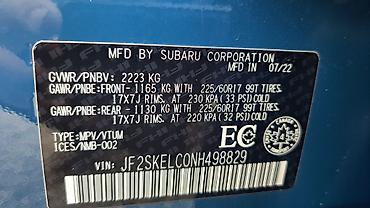 MFD BY SUBARU CORPORATION
GVWR/PNBV: 2223 KG MADE IN 07/22
GAWR/PNBE:FRONT-1165 KG WITH 225/60R17 99T TIRES,
17X7J RIMS, AT 230 KPA (33 PSI) COLD
GAWR/PNBE:REAR -1130 KG WITH 225/60R17 99T TIRES,
17X7J RIMS, AT 220 KPA (32 PSI) COLD
TYPE:MPV/VTUM
ICES/NMB-002
EC
CANADA
VIN:
JF2SKELC0NH498829